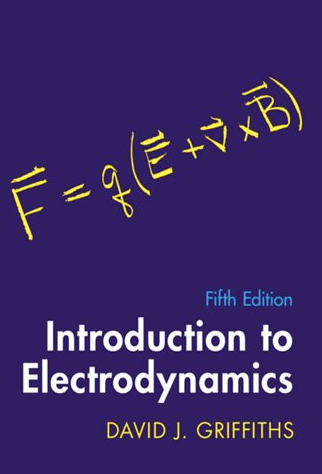 F⃗ = q(E⃗ + v⃗ × B⃗)
Fifth Edition
Introduction to
Electrodynamics
DAVID J. GRIFFITHS